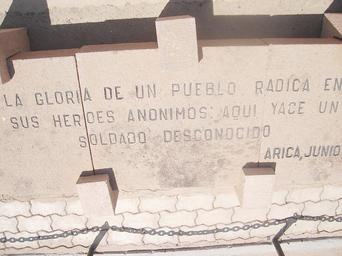 LA GLORIA DE UN PUEBLO RADICA EN
SUS HEROES ANONIMOS: AQUI YACE UN
SOLDADO DESCONOCIDO
ARICA, JUNIO